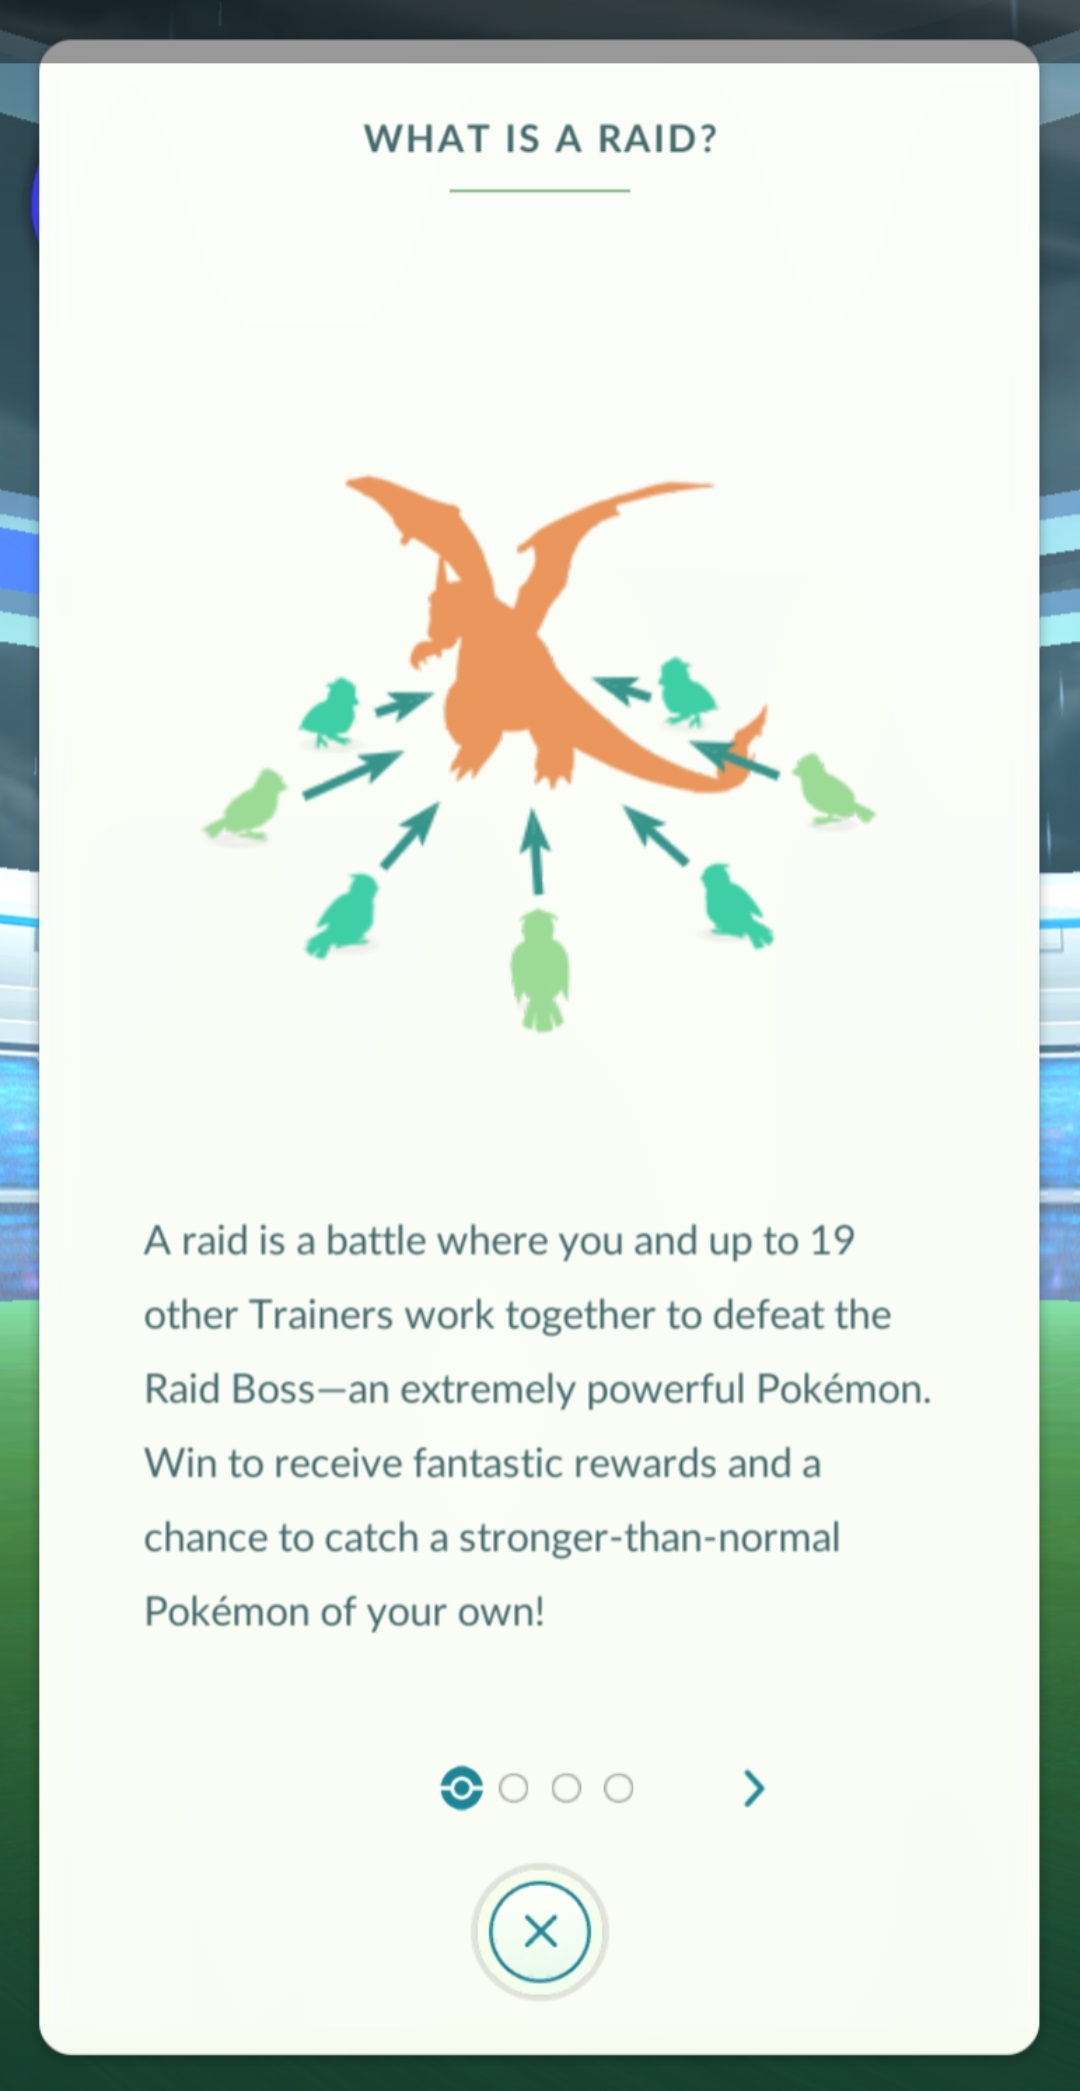 WHAT IS A RAID?
A raid is a battle where you and up to 19
other Trainers work together to defeat the
Raid Boss—an extremely powerful Pokémon.
Win to receive fantastic rewards and a
chance to catch a stronger-than-normal
Pokémon of your own!